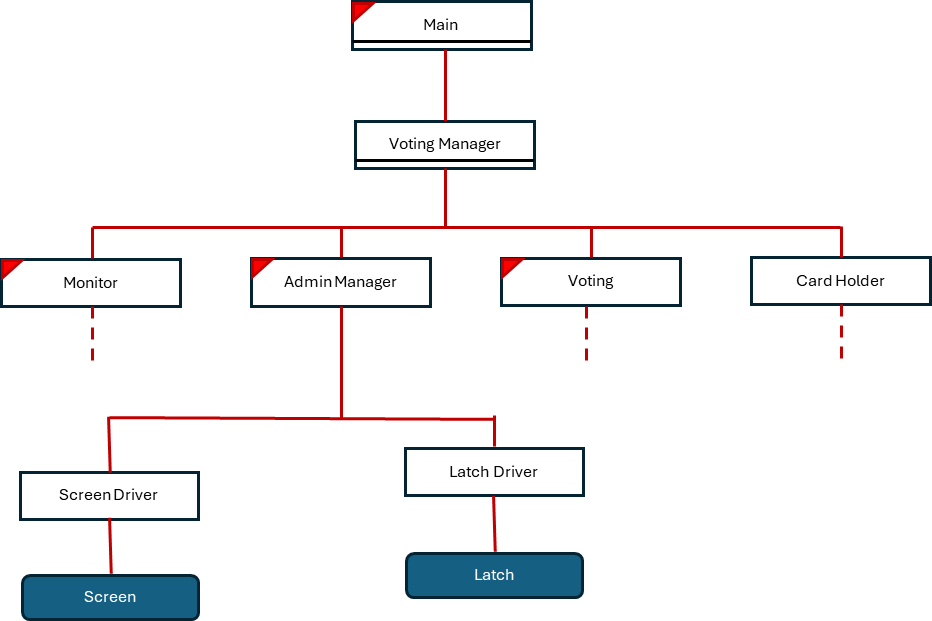 Main
Voting Manager
Monitor
Admin Manager
Voting
Card Holder
Screen Driver
Latch Driver
Screen
Latch